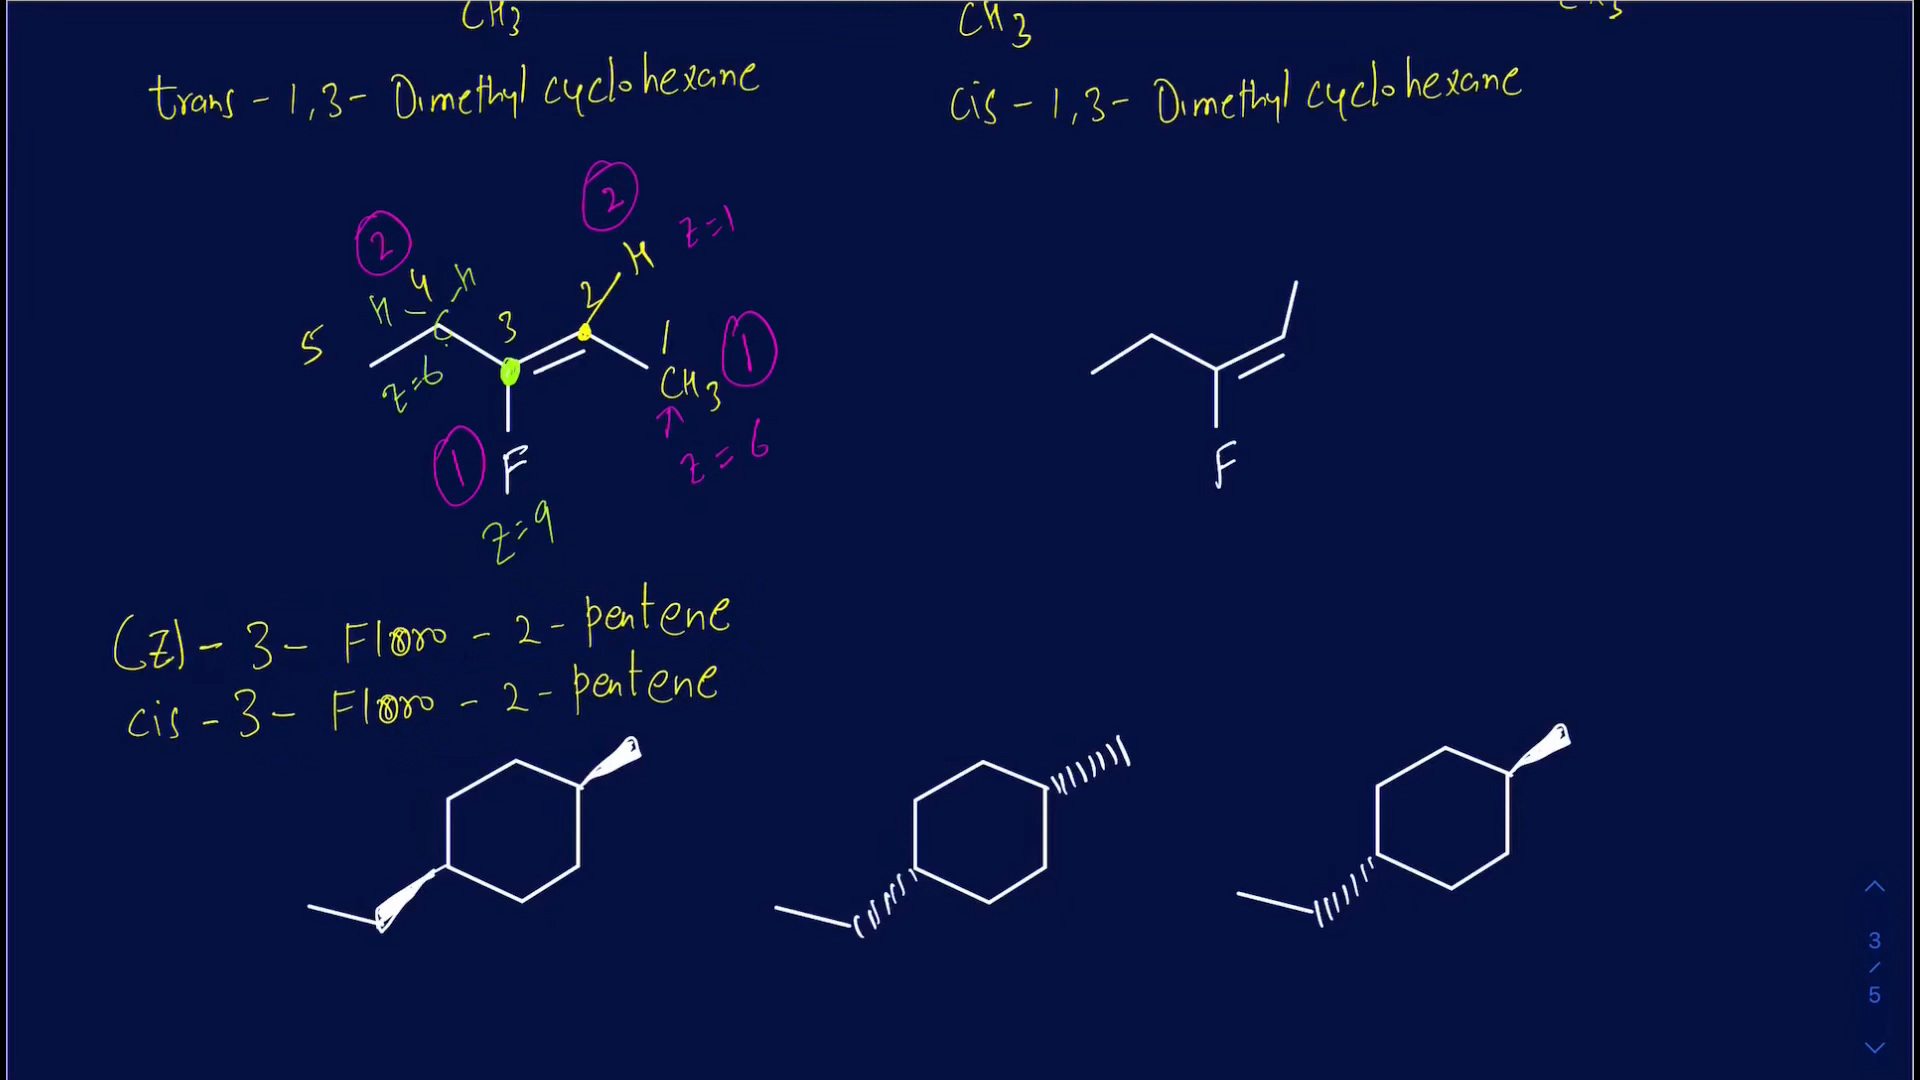 CH3
CH3
trans - 1,3- Dimethyl cyclohexane
cis - 1,3- Dimethyl cyclohexane
2
2
H z=1
4 H
H - C
2
5
3
1
1
z=6
CH3
1 F
F
z = 6
z=9
(Z) - 3 - Floro - 2 - pentene
cis - 3 - Floro - 2 - pentene
3
/
5